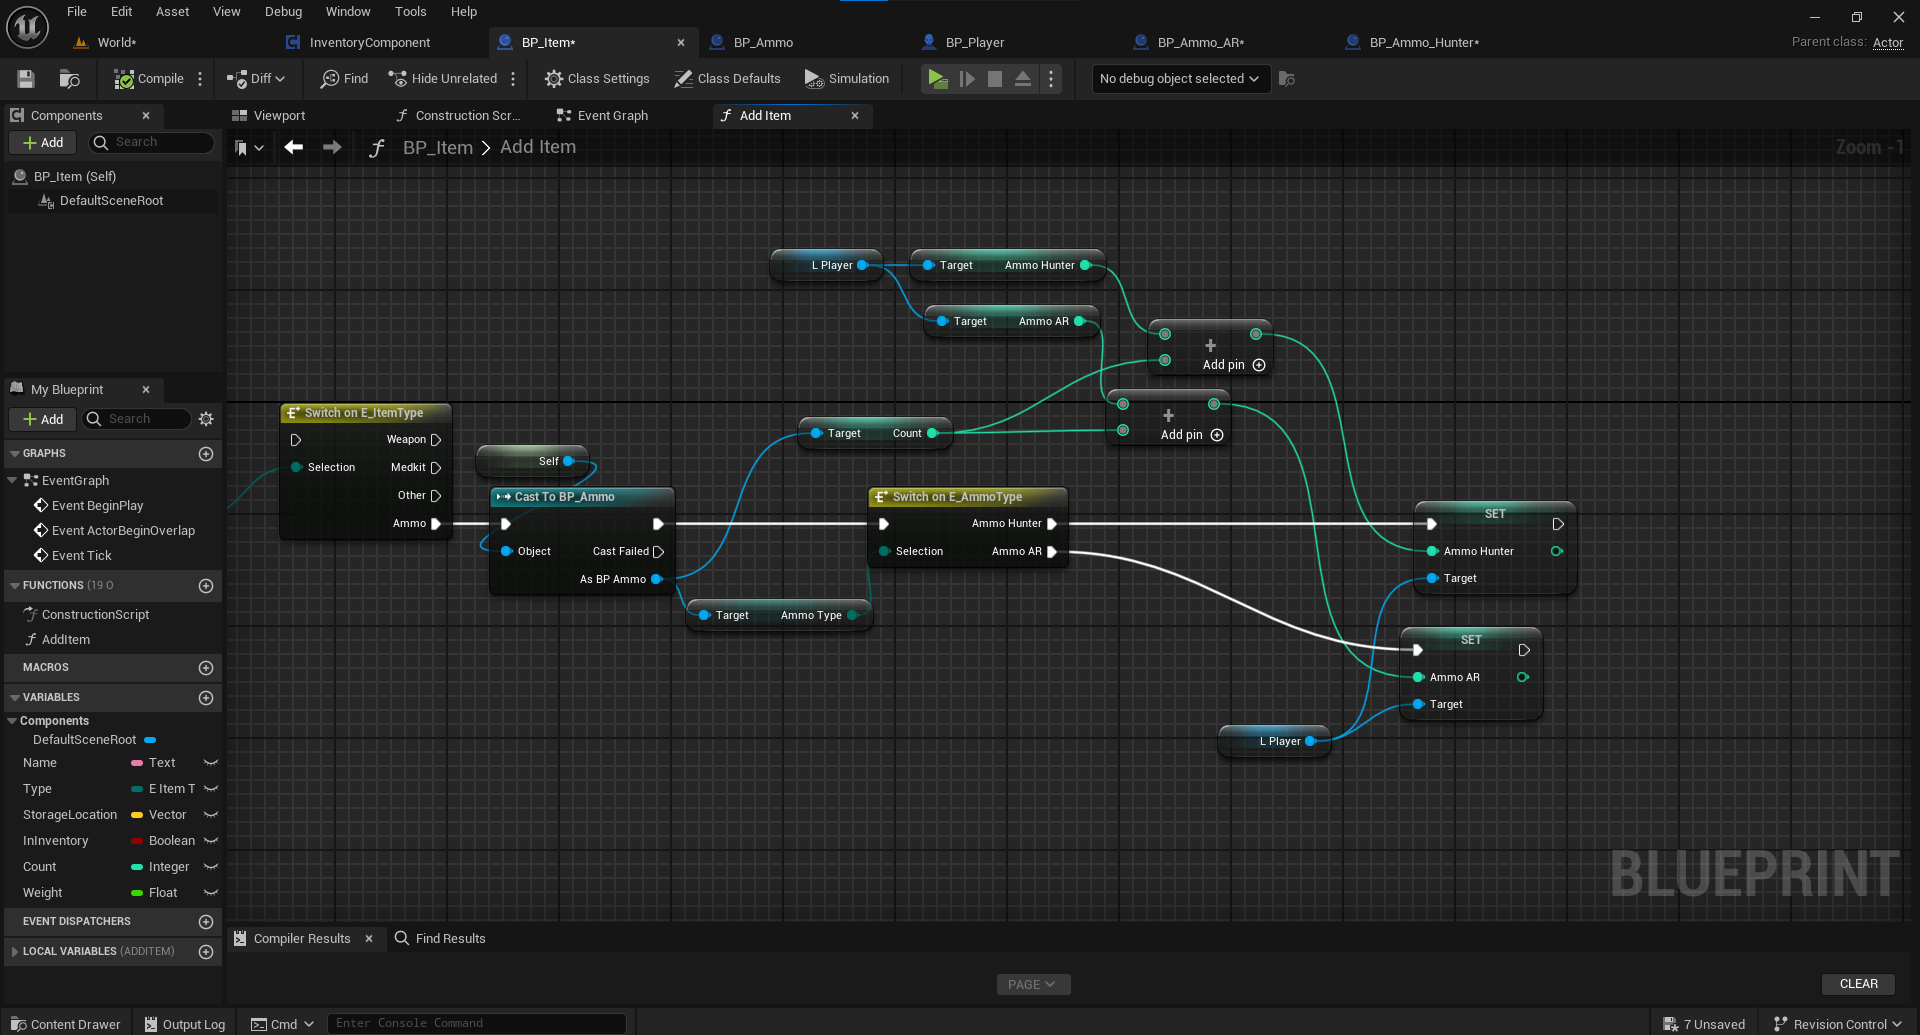 File Edit Asset View Debug Window Tools Help
World* InventoryComponent BP_Item* BP_Ammo BP_Player BP_Ammo_AR* BP_Ammo_Hunter*
Parent class: Actor
Compile Diff Find Hide Unrelated Class Settings Class Defaults Simulation No debug object selected
Components
Add Search
BP_Item (Self)
DefaultSceneRoot
Viewport Construction Scr... Event Graph Add Item
BP_Item > Add Item
Zoom -1
My Blueprint
Add Search
GRAPHS
EventGraph
Event BeginPlay
Event ActorBeginOverlap
Event Tick
FUNCTIONS (19 O
ConstructionScript
AddItem
MACROS
VARIABLES
Components
DefaultSceneRoot
Name Text
Type E Item T
StorageLocation Vector
InInventory Boolean
Count Integer
Weight Float
EVENT DISPATCHERS
LOCAL VARIABLES (ADDITEM)
L Player
Target Ammo Hunter
Target Ammo AR
Add pin
Add pin
Switch on E_ItemType
Weapon
Selection Medkit
Other
Ammo
Self
Cast To BP_Ammo
Object Cast Failed
As BP Ammo
Target Count
Target Ammo Type
Switch on E_AmmoType
Ammo Hunter
Selection Ammo AR
SET
Ammo Hunter
Target
SET
Ammo AR
Target
L Player
BLUEPRINT
Compiler Results Find Results
PAGE
CLEAR
Content Drawer Output Log Cmd Enter Console Command 7 Unsaved Revision Control